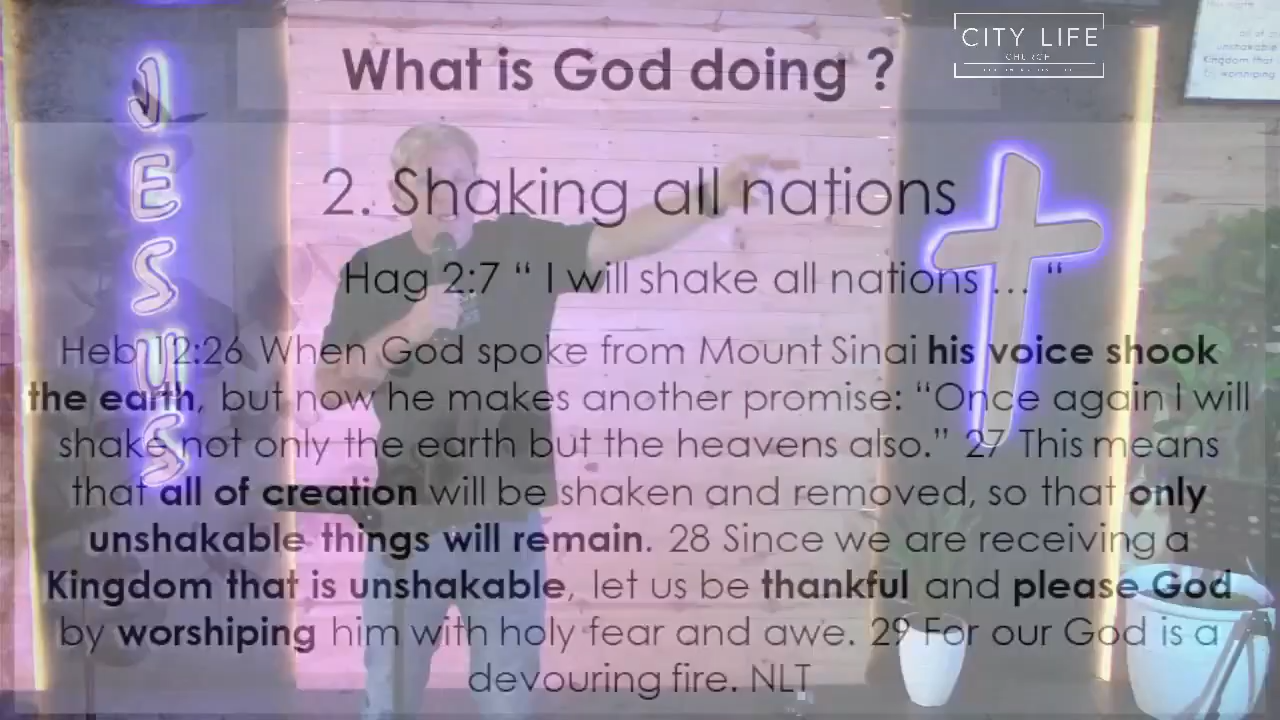 CITY LIFE
CHURCH
What is God doing ?
2. Shaking all nations
Hag 2:7 “ I will shake all nations … “
Heb 12:26 When God spoke from Mount Sinai his voice shook
the earth, but now he makes another promise: “Once again I will
shake not only the earth but the heavens also.” 27 This means
that all of creation will be shaken and removed, so that only
unshakable things will remain. 28 Since we are receiving a
Kingdom that is unshakable, let us be thankful and please God
by worshiping him with holy fear and awe. 29 For our God is a
devouring fire. NLT
JESUS